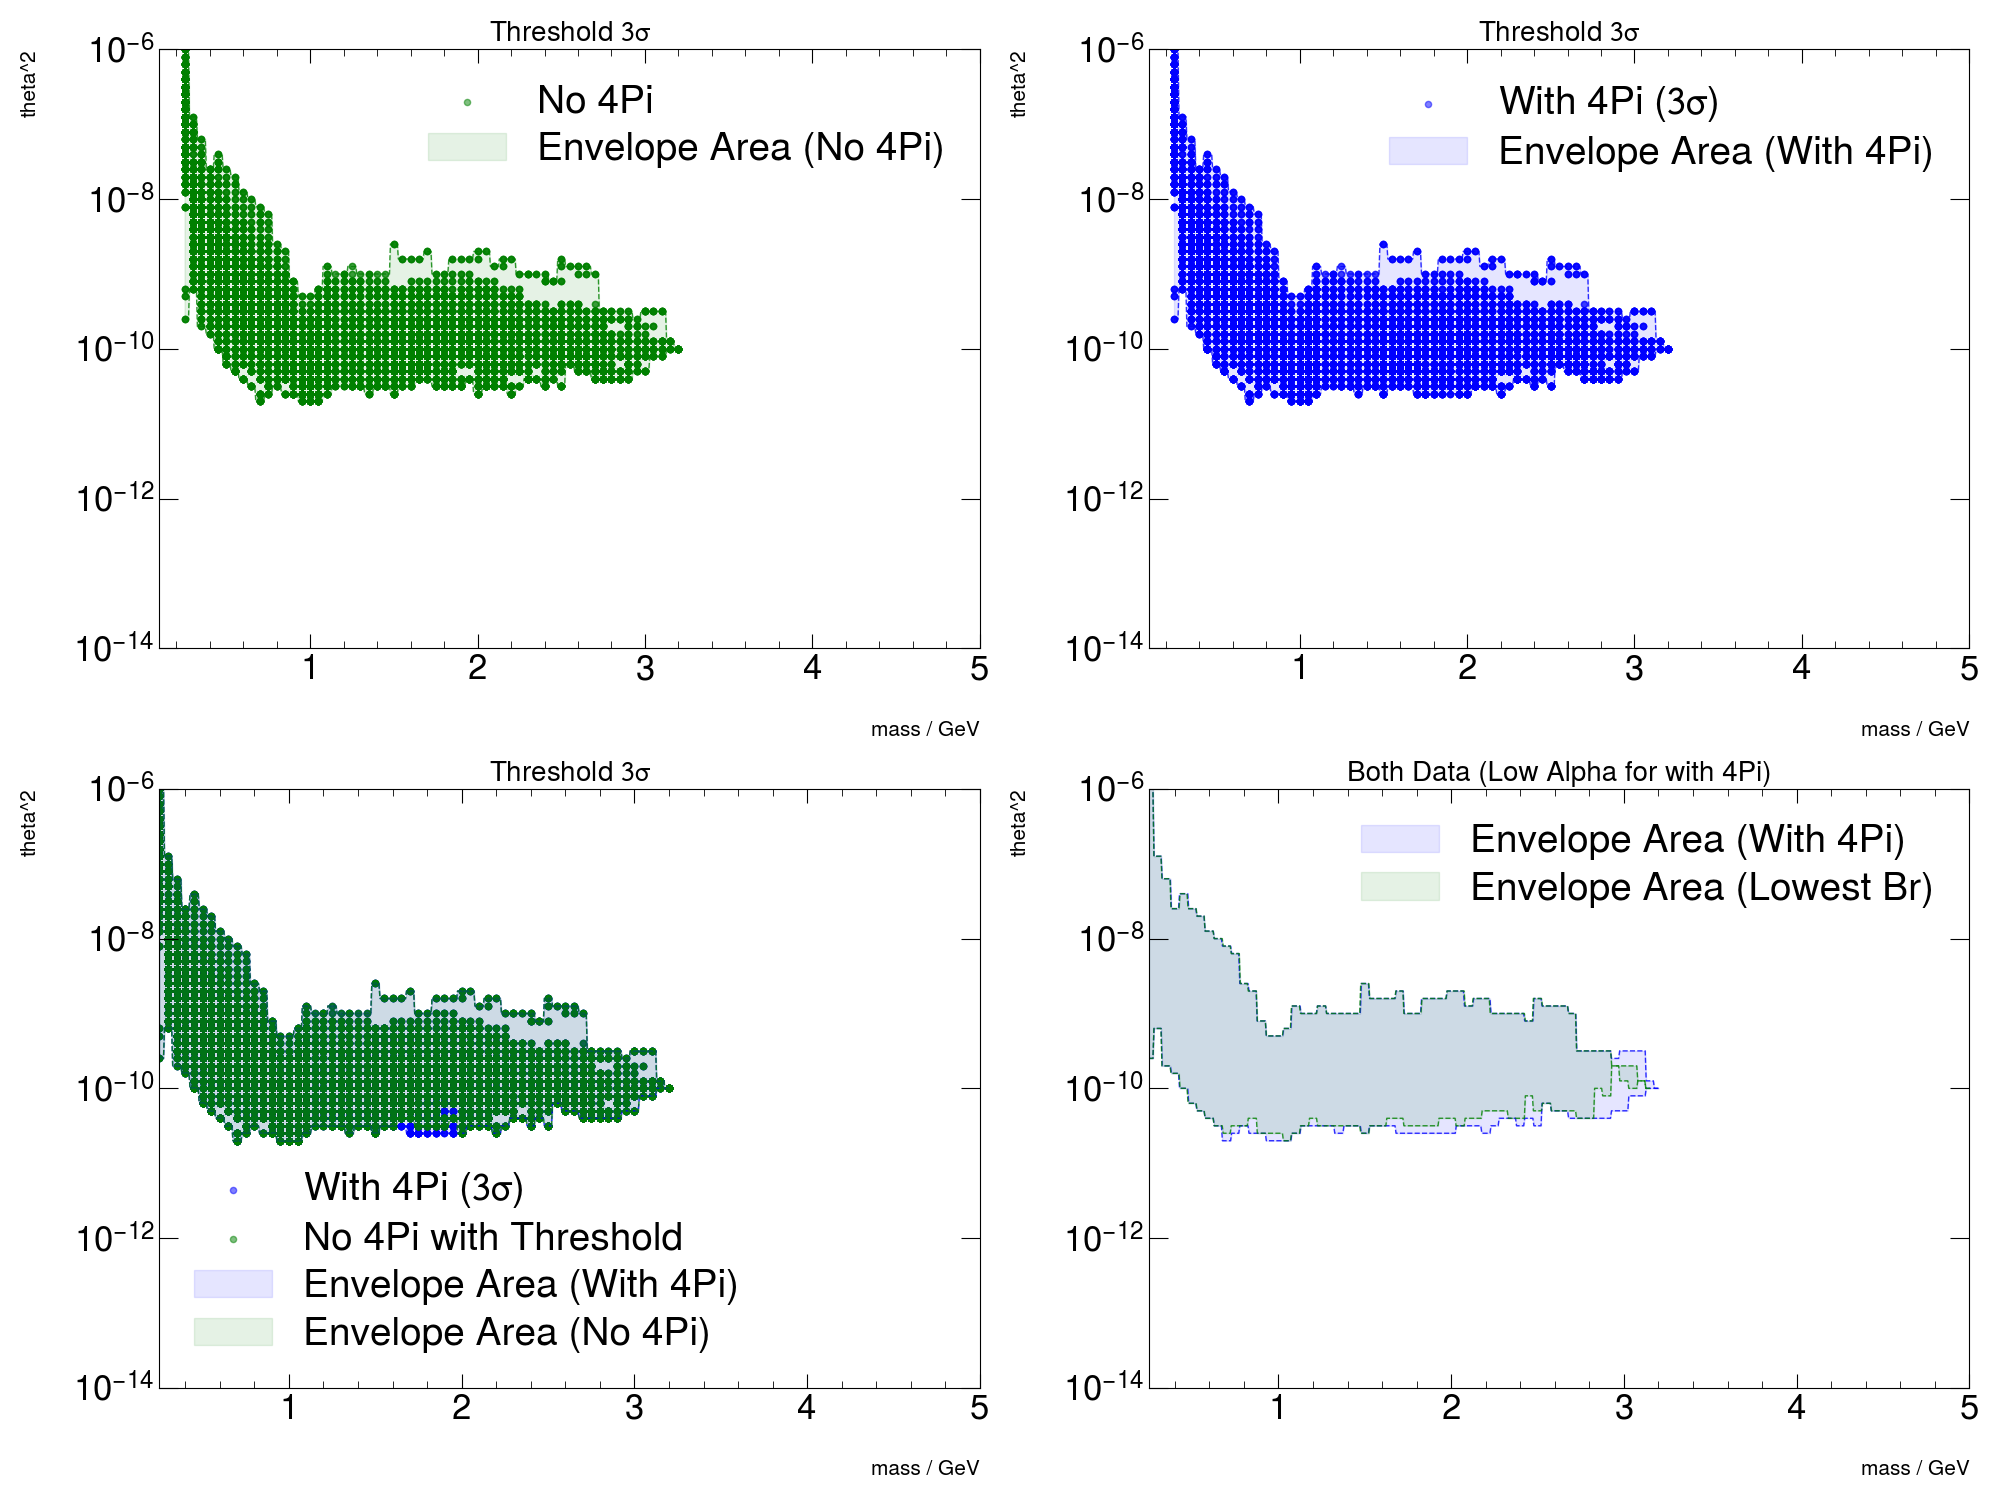 Threshold 3σ
theta^2
10⁻⁶
10⁻⁸
10⁻¹⁰
10⁻¹²
10⁻¹⁴
No 4Pi
Envelope Area (No 4Pi)
1 2 3 4 5
mass / GeV
Threshold 3σ
theta^2
10⁻⁶
10⁻⁸
10⁻¹⁰
10⁻¹²
10⁻¹⁴
With 4Pi (3σ)
Envelope Area (With 4Pi)
1 2 3 4 5
mass / GeV
Threshold 3σ
theta^2
10⁻⁶
10⁻⁸
10⁻¹⁰
10⁻¹²
10⁻¹⁴
With 4Pi (3σ)
No 4Pi with Threshold
Envelope Area (With 4Pi)
Envelope Area (No 4Pi)
1 2 3 4 5
mass / GeV
Both Data (Low Alpha for with 4Pi)
theta^2
10⁻⁶
10⁻⁸
10⁻¹⁰
10⁻¹²
10⁻¹⁴
Envelope Area (With 4Pi)
Envelope Area (Lowest Br)
1 2 3 4 5
mass / GeV